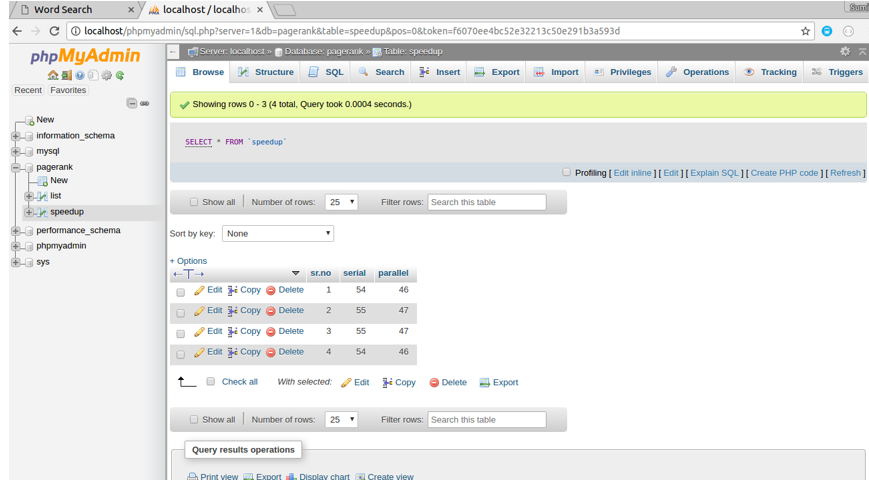 Word Search
localhost / localhos
Sumi
localhost/phpmyadmin/sql.php?server=1&db=pagerank&table=speedup&pos=0&token=f6070ee4bc52e32213c50e291b3a593d
phpMyAdmin
Recent Favorites
New
information_schema
mysql
pagerank
New
list
speedup
performance_schema
phpmyadmin
sys
Server: localhost » Database: pagerank » Table: speedup
Browse Structure SQL Search Insert Export Import Privileges Operations Tracking Triggers
Showing rows 0 - 3 (4 total, Query took 0.0004 seconds.)
SELECT * FROM `speedup`
Profiling [ Edit inline ] [ Edit ] [ Explain SQL ] [ Create PHP code ] [ Refresh ]
Show all Number of rows: 25 Filter rows: Search this table
Sort by key: None
+ Options
sr.no serial parallel
Edit Copy Delete 1 54 46
Edit Copy Delete 2 55 47
Edit Copy Delete 3 55 47
Edit Copy Delete 4 54 46
Check all With selected: Edit Copy Delete Export
Show all Number of rows: 25 Filter rows: Search this table
Query results operations
Print view Export Display chart Create view